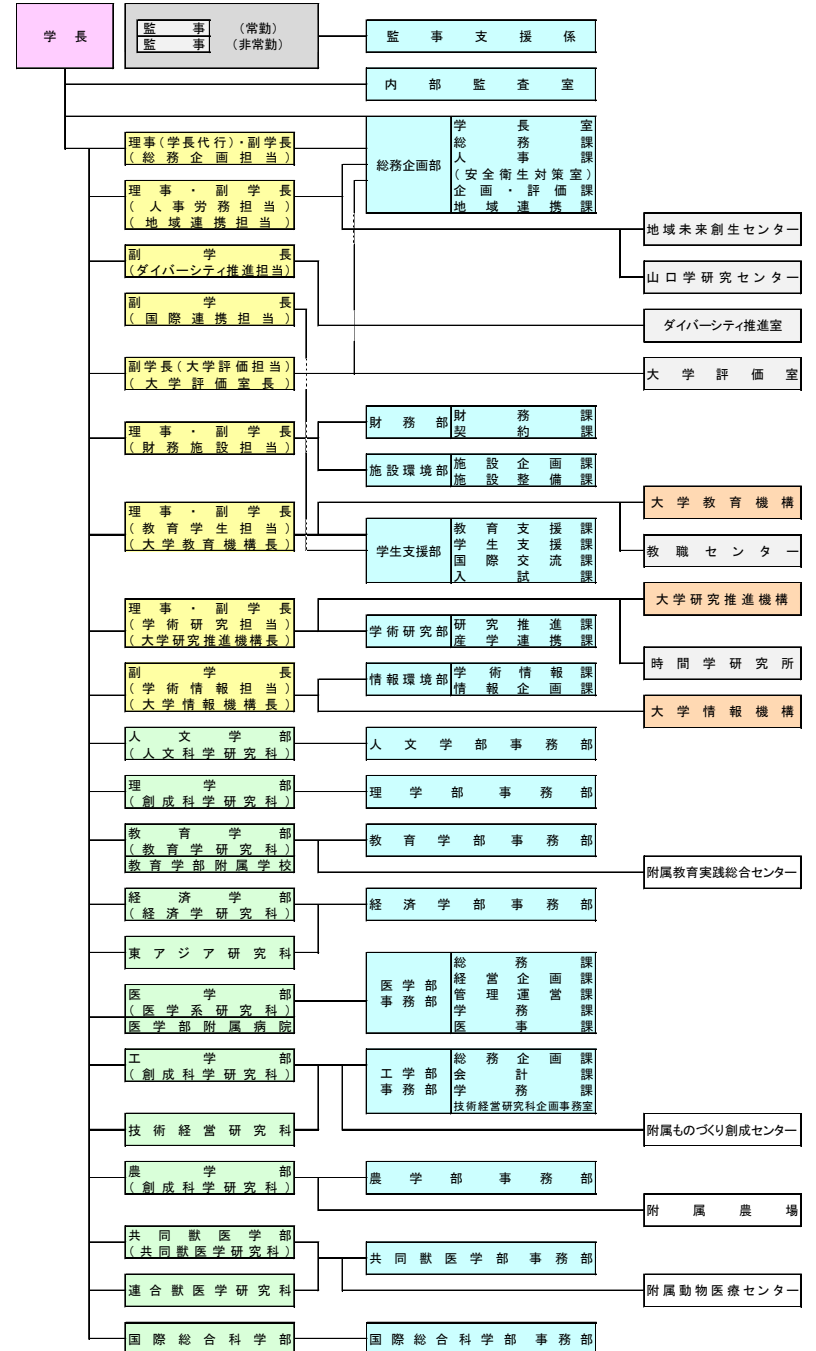 学長
監事（常勤）
監事（非常勤）
監事支援係
内部監査室
理事（学長代行）・副学長
（総務企画担当）
総務企画部
学長室
総務課
人事課
（安全衛生対策室）
企画・評価課
地域連携課
理事・副学長
（人事労務担当）
（地域連携担当）
地域未来創生センター
山口学研究センター
副学長
（ダイバーシティ推進担当）
ダイバーシティ推進室
副学長
（国際連携担当）
副学長（大学評価担当）
（大学評価室長）
大学評価室
理事・副学長
（財務施設担当）
財務部
財務課
契約課
施設環境部
施設企画課
施設整備課
理事・副学長
（教育学生担当）
（大学教育機構長）
学生支援部
教育支援課
学生支援課
国際交流課
入試課
大学教育機構
教職センター
理事・副学長
（学術研究担当）
（大学研究推進機構長）
学術研究部
研究推進課
産学連携課
大学研究推進機構
時間学研究所
副学長
（学術情報担当）
（大学情報機構長）
情報環境部
学術情報課
情報企画課
大学情報機構
人文学部
（人文科学研究科）
人文学部事務部
理学部
（創成科学研究科）
理学部事務部
教育学部
（教育学研究科）
教育学部附属学校
教育学部事務部
附属教育実践総合センター
経済学部
（経済学研究科）
経済学部事務部
東アジア研究科
医学部
（医学系研究科）
医学部附属病院
医学部
事務部
総務課
経営企画課
管理運営課
学務課
医事課
工学部
（創成科学研究科）
工学部
事務部
総務企画課
会計課
学務課
技術経営研究科企画事務室
技術経営研究科
附属ものづくり創成センター
農学部
（創成科学研究科）
農学部事務部
附属農場
共同獣医学部
（共同獣医学研究科）
共同獣医学部 事務部
連合獣医学研究科
附属動物医療センター
国際総合科学部
国際総合科学部 事務部